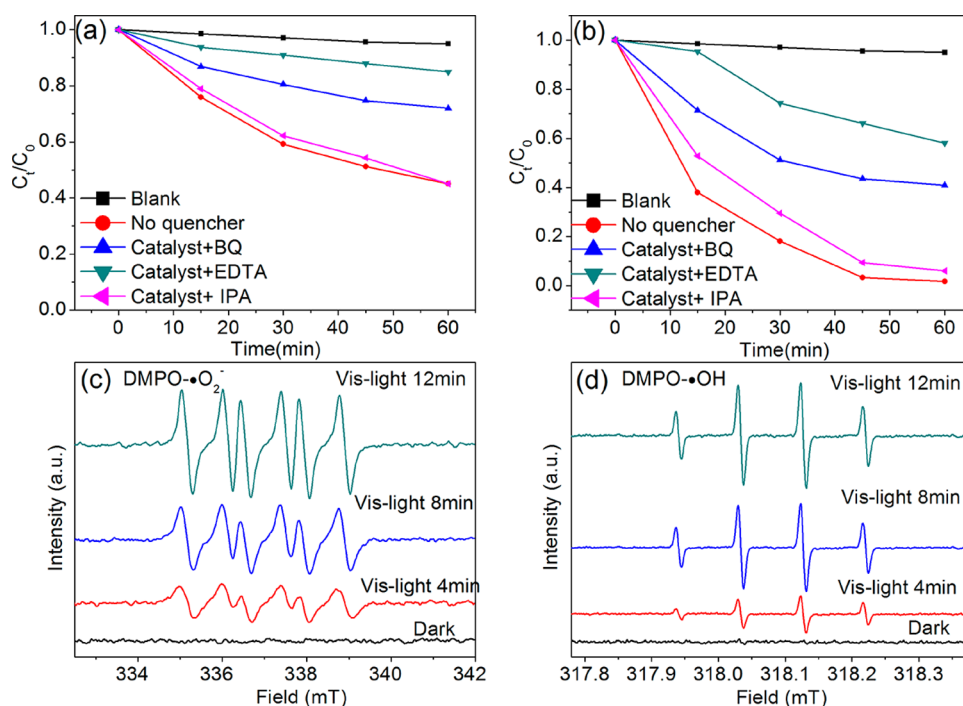 (a)
1.0
0.8
0.6
0.4
0.2
0.0
Ct/C0
Blank
No quencher
Catalyst+BQ
Catalyst+EDTA
Catalyst+ IPA
0 10 20 30 40 50 60
Time(min)
(b)
1.0
0.8
0.6
0.4
0.2
0.0
Ct/C0
Blank
No quencher
Catalyst+BQ
Catalyst+EDTA
Catalyst+ IPA
0 10 20 30 40 50 60
Time(min)
(c)
DMPO-•O2-
Vis-light 12min
Vis-light 8min
Vis-light 4min
Dark
Intensity (a.u.)
334 336 338 340 342
Field (mT)
(d)
DMPO-•OH
Vis-light 12min
Vis-light 8min
Vis-light 4min
Dark
Intensity (a.u.)
317.8 317.9 318.0 318.1 318.2 318.3
Field (mT)